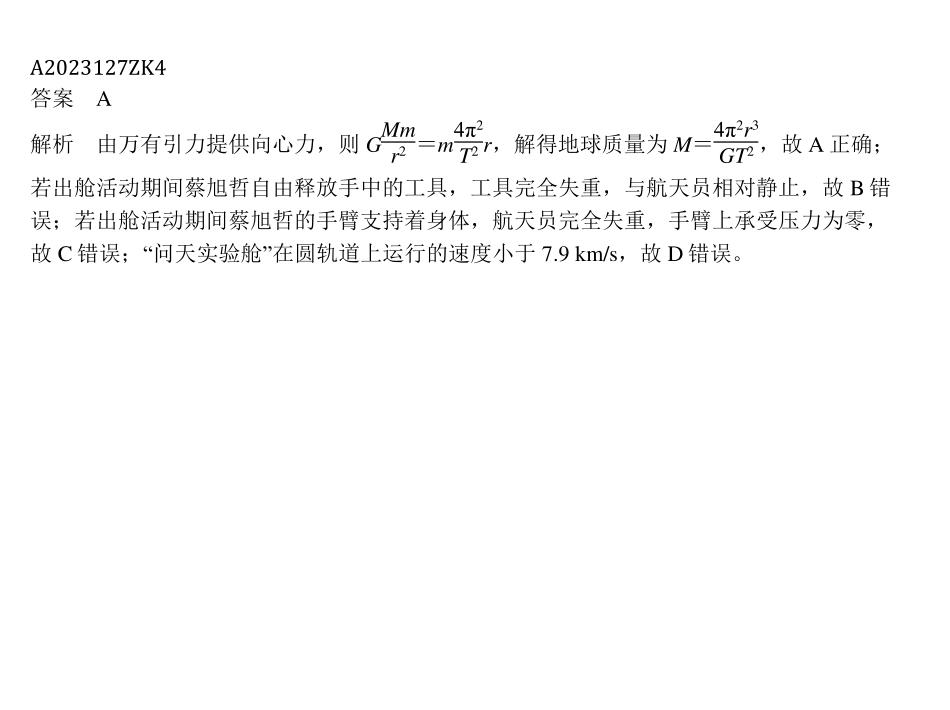 A2023127ZK4
答案　A
解析　由万有引力提供向心力，则 G\frac{Mm}{r^2}＝m\frac{4π^2}{T^2}r，解得地球质量为 M＝\frac{4π^2r^3}{GT^2}，故 A 正确；
若出舱活动期间蔡旭哲自由释放手中的工具，工具完全失重，与航天员相对静止，故 B 错
误；若出舱活动期间蔡旭哲的手臂支持着身体，航天员完全失重，手臂上承受压力为零，
故 C 错误；“问天实验舱”在圆轨道上运行的速度小于 7.9 km/s，故 D 错误。